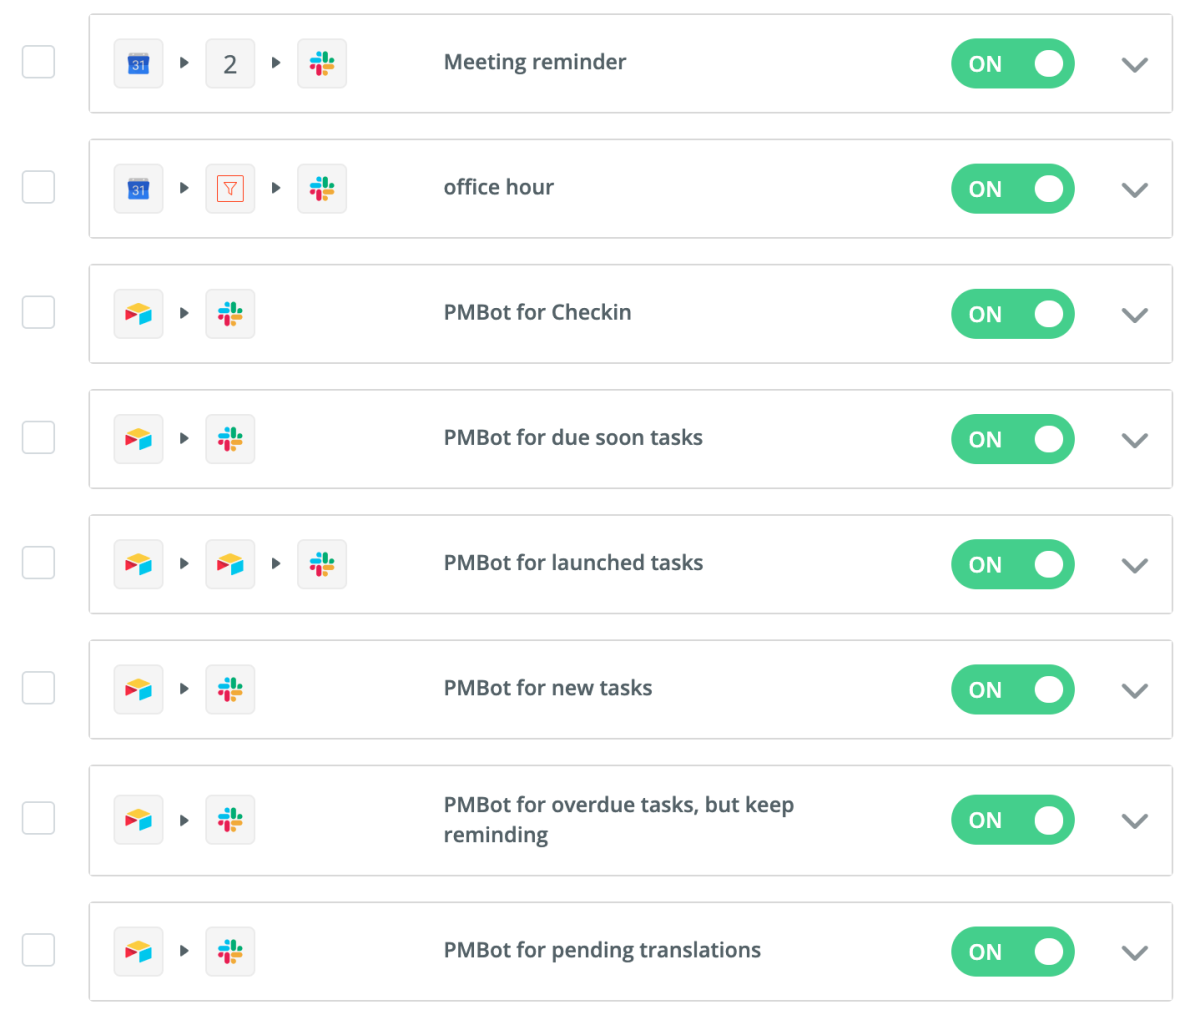 31
2
Meeting reminder
ON
31
office hour
ON
PMBot for Checkin
ON
PMBot for due soon tasks
ON
PMBot for launched tasks
ON
PMBot for new tasks
ON
PMBot for overdue tasks, but keep
reminding
ON
PMBot for pending translations
ON